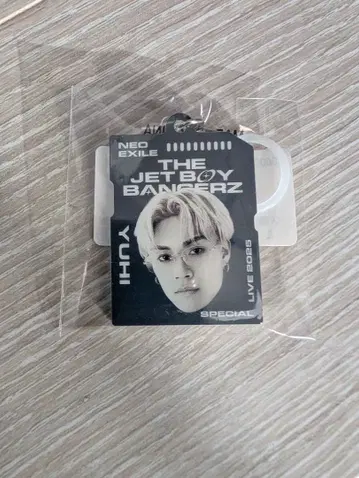 NEO
EXILE
THE
JET BOY
BANGERZ
YUHI
LIVE 2025
SPECIAL